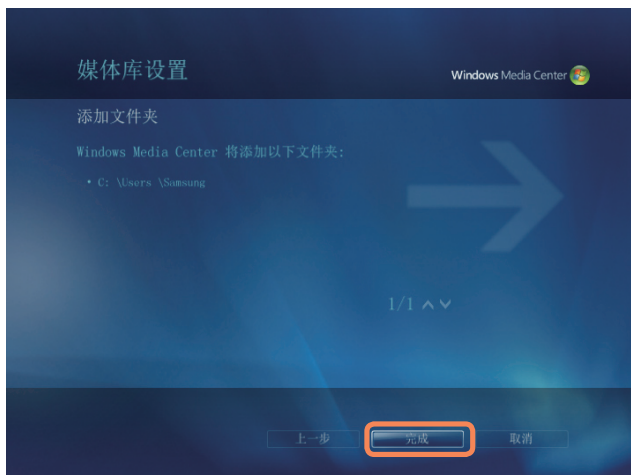 媒体库设置
Windows Media Center
添加文件夹
Windows Media Center 将添加以下文件夹:
• C: \Users \Samsung
1/1
上一步 完成 取消